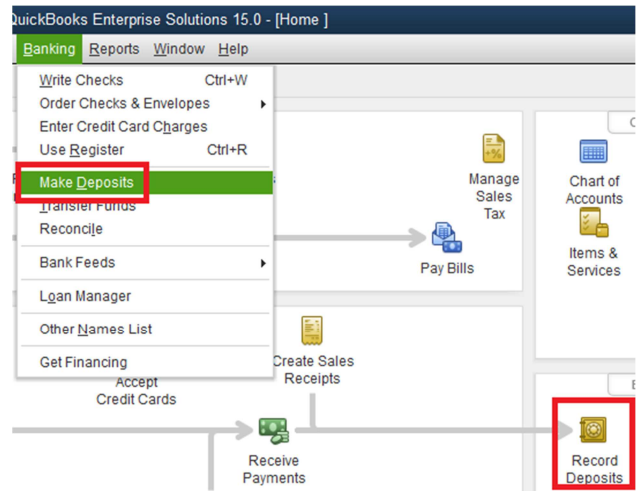 QuickBooks Enterprise Solutions 15.0 - [Home ]
Banking Reports Window Help
Write Checks Ctrl+W
Order Checks & Envelopes
Enter Credit Card Charges
Use Register Ctrl+R
Make Deposits
Transfer Funds
Reconcile
Bank Feeds
Loan Manager
Other Names List
Get Financing
Manage
Sales
Tax
Chart of
Accounts
Pay Bills
Items &
Services
Create Sales
Receipts
Accept
Credit Cards
Receive
Payments
Record
Deposits